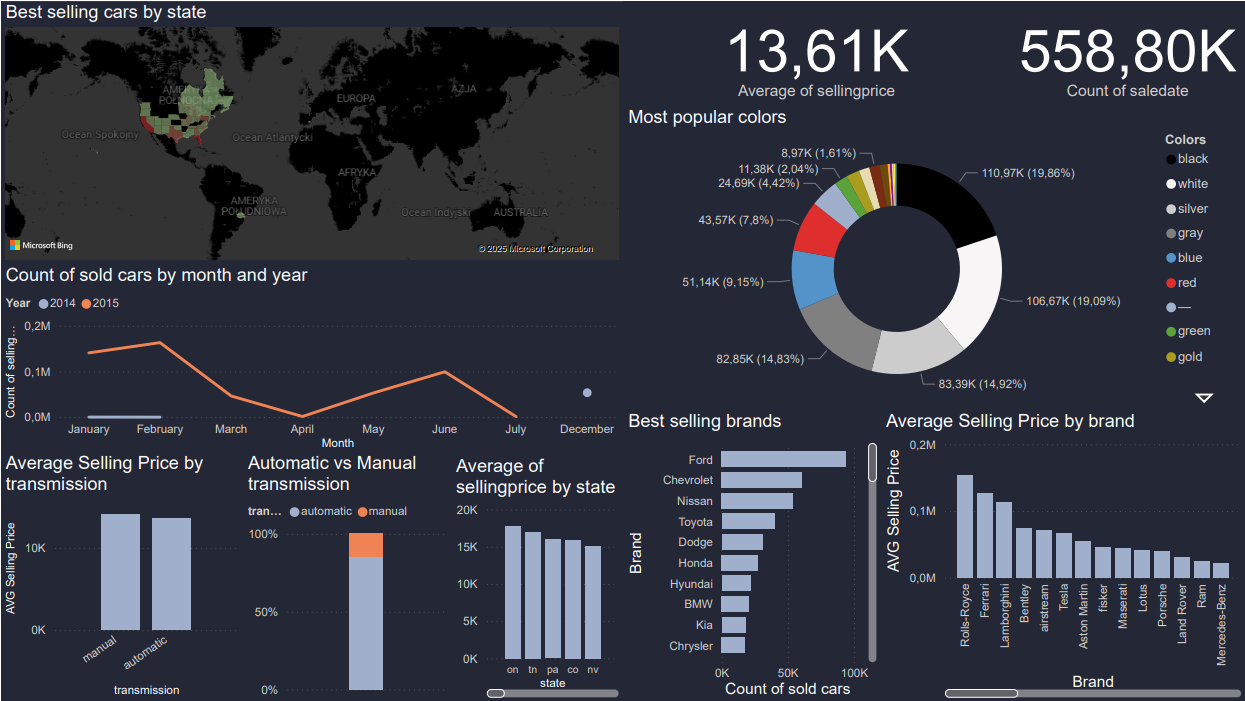 Best selling cars by state
AMERYKA
PÓŁNOCNA
EUROPA
AZJA
Ocean Spokojny
Ocean Atlantycki
AFRYKA
AMERYKA
POŁUDNIOWA
Ocean Indyjski
AUSTRALIA
Microsoft Bing
© 2025 Microsoft Corporation
13,61K
Average of sellingprice
558,80K
Count of saledate
Most popular colors
8,97K (1,61%)
11,38K (2,04%)
24,69K (4,42%)
43,57K (7,8%)
51,14K (9,15%)
82,85K (14,83%)
83,39K (14,92%)
106,67K (19,09%)
110,97K (19,86%)
Colors
black
white
silver
gray
blue
red
—
green
gold
Count of sold cars by month and year
Year 2014 2015
Count of selling...
0,2M
0,1M
0,0M
January February March April May June July December
Month
Average Selling Price by
transmission
AVG Selling Price
10K
0K
manual automatic
transmission
Automatic vs Manual
transmission
tran... automatic manual
100%
50%
0%
Average of
sellingprice by state
20K
15K
10K
5K
0K
on tn pa co nv
state
Best selling brands
Brand
Ford
Chevrolet
Nissan
Toyota
Dodge
Honda
Hyundai
BMW
Kia
Chrysler
0K 50K 100K
Count of sold cars
Average Selling Price by brand
AVG Selling Price
0,2M
0,1M
0,0M
Rolls-Royce
Ferrari
Lamborghini
Bentley
airstream
Tesla
Aston Martin
fisker
Maserati
Lotus
Porsche
Land Rover
Ram
Mercedes-Benz
Brand